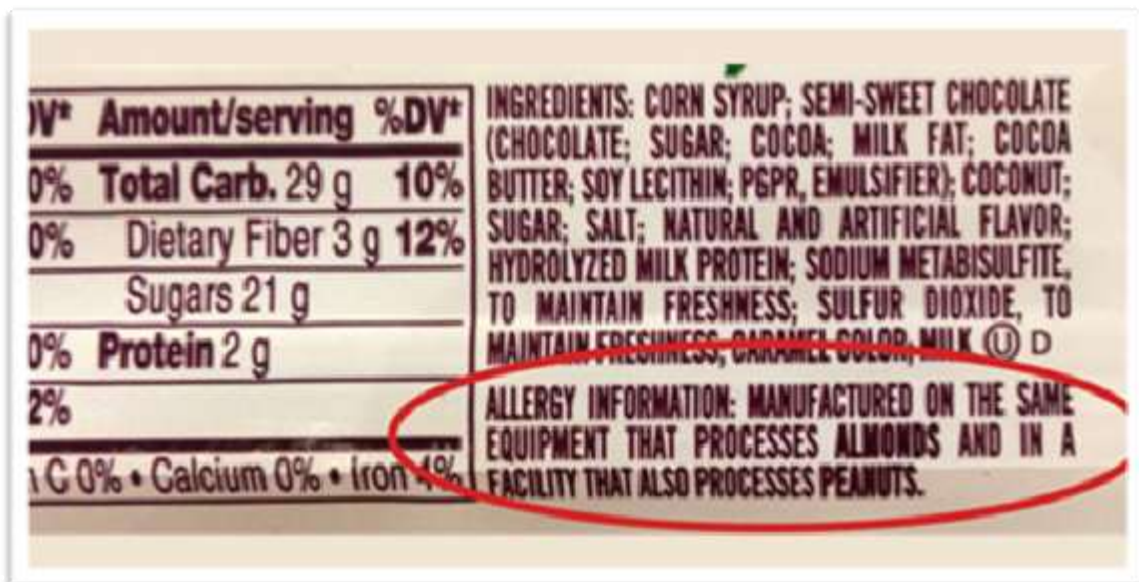 V* Amount/serving %DV*
0% Total Carb. 29 g 10%
0% Dietary Fiber 3 g 12%
Sugars 21 g
0% Protein 2 g
2%
C 0% • Calcium 0% • Iron 4%
INGREDIENTS: CORN SYRUP; SEMI-SWEET CHOCOLATE
(CHOCOLATE; SUGAR; COCOA; MILK FAT; COCOA
BUTTER; SOY LECITHIN; PGPR, EMULSIFIER); COCONUT;
SUGAR; SALT; NATURAL AND ARTIFICIAL FLAVOR;
HYDROLYZED MILK PROTEIN; SODIUM METABISULFITE,
TO MAINTAIN FRESHNESS; SULFUR DIOXIDE, TO
MAINTAIN FRESHNESS; CARAMEL COLOR; MILK Ⓤ D
ALLERGY INFORMATION: MANUFACTURED ON THE SAME
EQUIPMENT THAT PROCESSES ALMONDS AND IN A
FACILITY THAT ALSO PROCESSES PEANUTS.